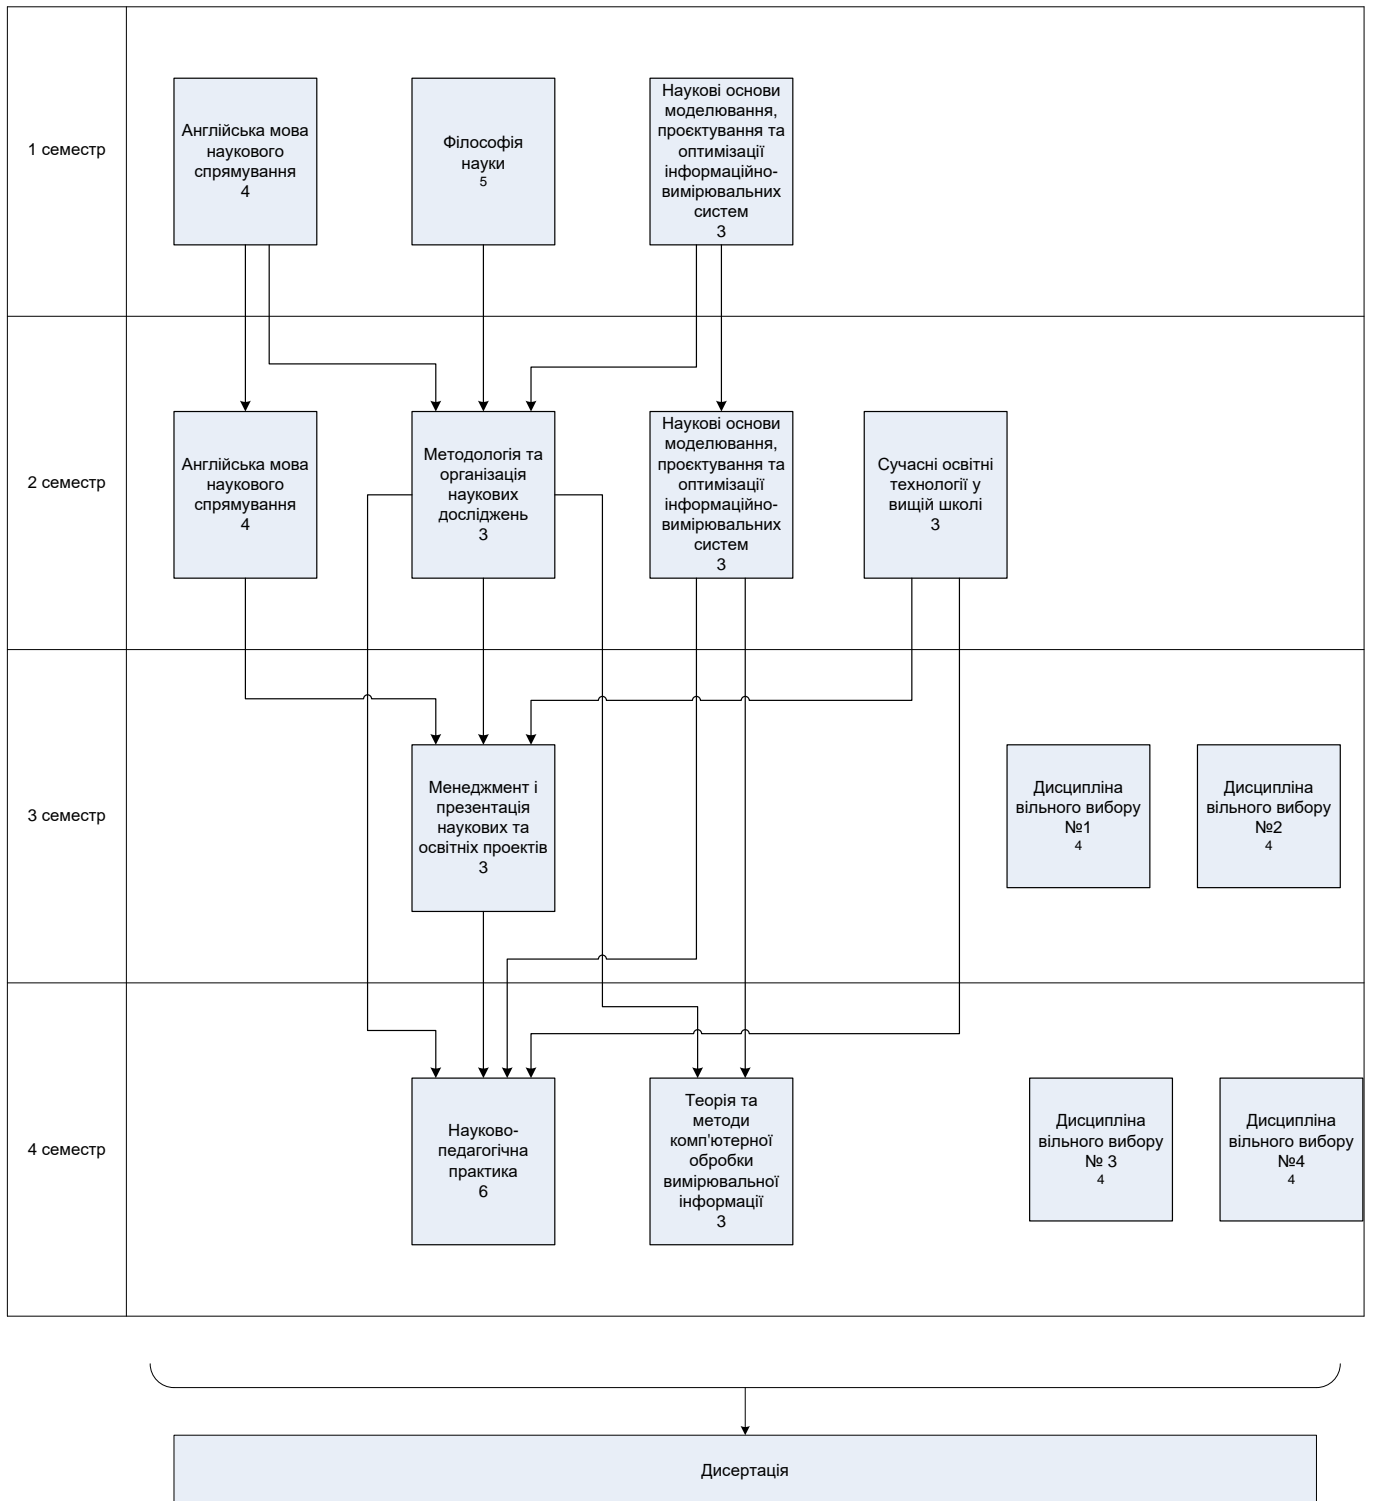 1 семестр
Англійська мова
наукового
спрямування
4
Філософія
науки
5
Наукові основи
моделювання,
проєктування та
оптимізації
інформаційно-
вимірювальних
систем
3
2 семестр
Англійська мова
наукового
спрямування
4
Методологія та
організація
наукових
досліджень
3
Наукові основи
моделювання,
проєктування та
оптимізації
інформаційно-
вимірювальних
систем
3
Сучасні освітні
технології у
вищій школі
3
3 семестр
Менеджмент і
презентація
наукових та
освітніх проектів
3
Дисципліна
вільного вибору
№1
4
Дисципліна
вільного вибору
№2
4
4 семестр
Науково-
педагогічна
практика
6
Теорія та
методи
комп'ютерної
обробки
вимірювальної
інформації
3
Дисципліна
вільного вибору
№ 3
4
Дисципліна
вільного вибору
№4
4
Дисертація